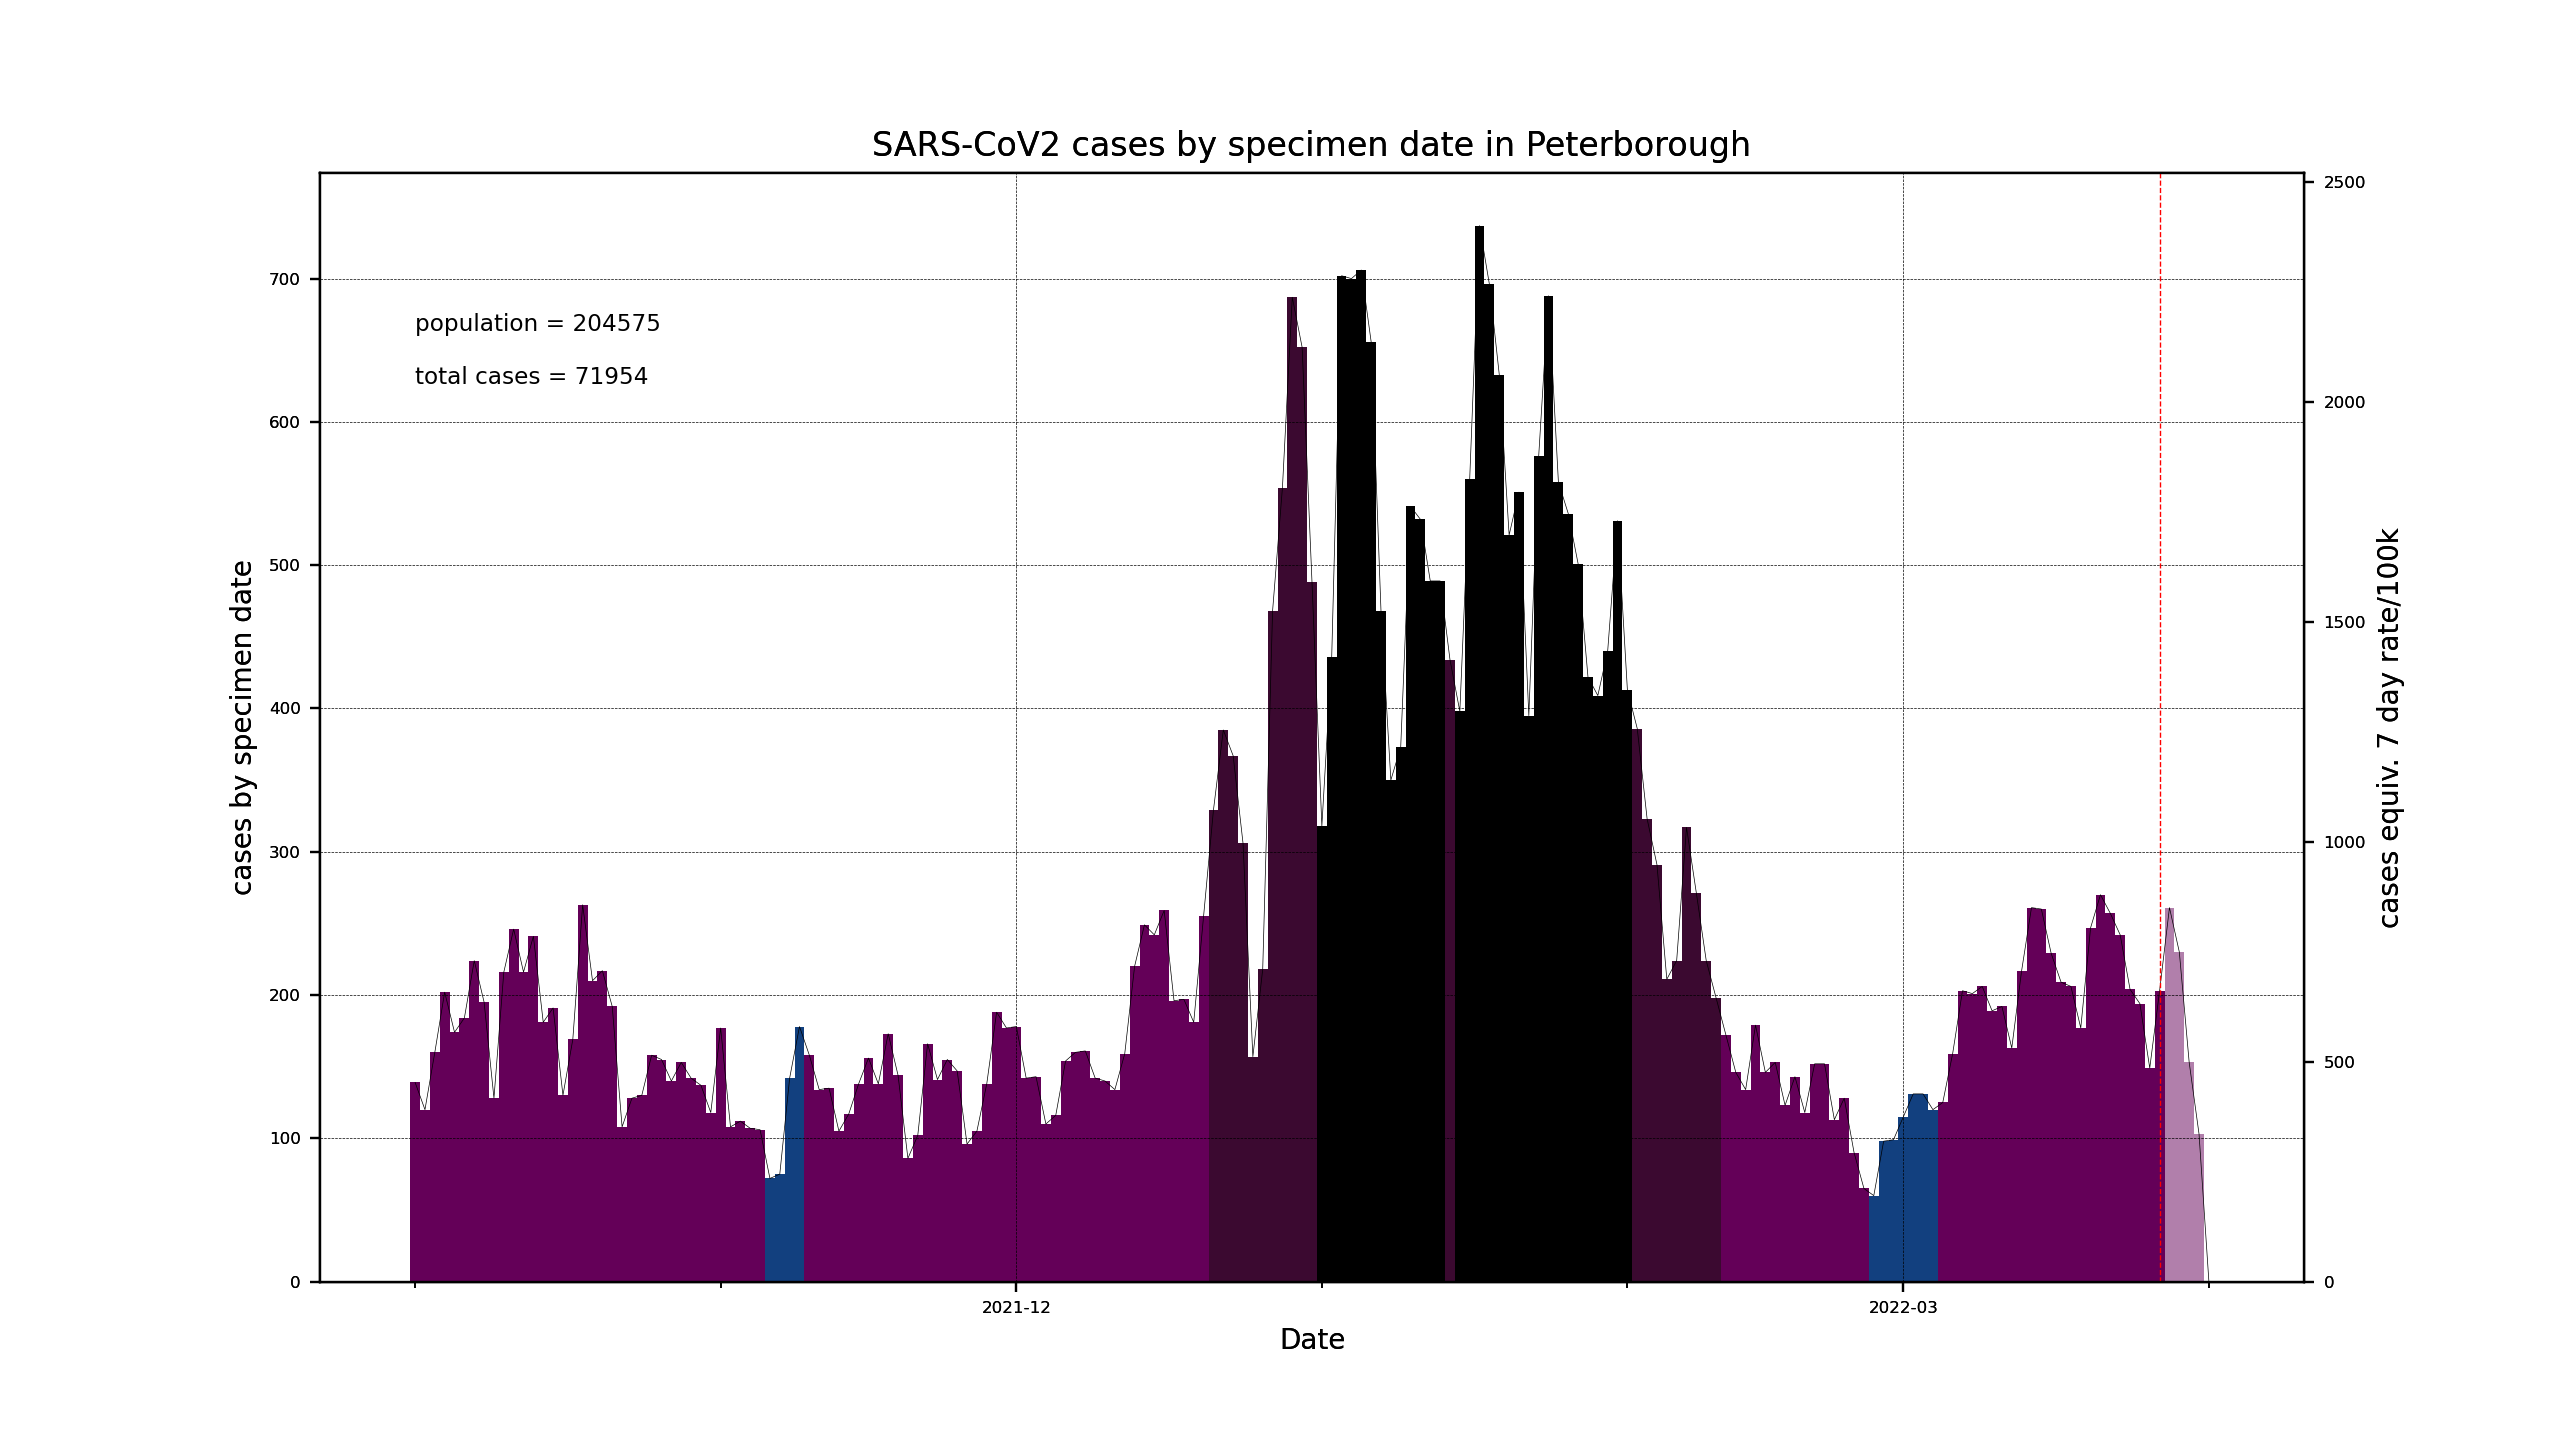 SARS-CoV2 cases by specimen date in Peterborough
population = 204575
total cases = 71954
cases by specimen date
700
600
500
400
300
200
100
0
2500
2000
1500
1000
500
0
cases equiv. 7 day rate/100k
2021-12
2022-03
Date